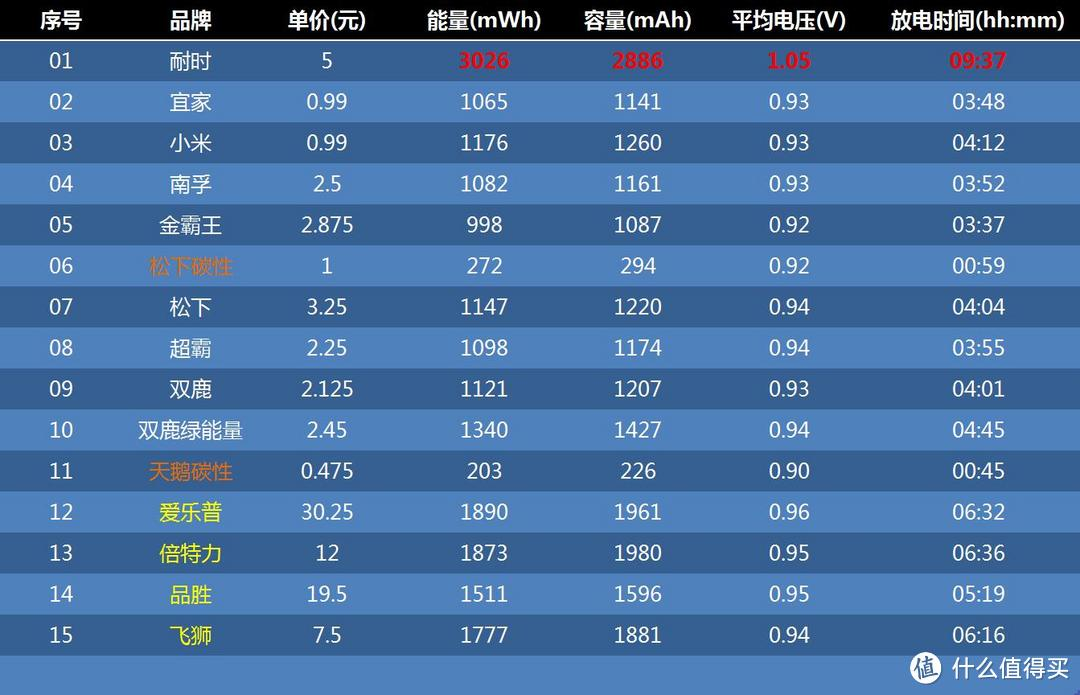 序号 品牌 单价(元) 能量(mWh) 容量(mAh) 平均电压(V) 放电时间(hh:mm)
01 耐时 5 3026 2886 1.05 09:37
02 宜家 0.99 1065 1141 0.93 03:48
03 小米 0.99 1176 1260 0.93 04:12
04 南孚 2.5 1082 1161 0.93 03:52
05 金霸王 2.875 998 1087 0.92 03:37
06 松下碳性 1 272 294 0.92 00:59
07 松下 3.25 1147 1220 0.94 04:04
08 超霸 2.25 1098 1174 0.94 03:55
09 双鹿 2.125 1121 1207 0.93 04:01
10 双鹿绿能量 2.45 1340 1427 0.94 04:45
11 天鹅碳性 0.475 203 226 0.90 00:45
12 爱乐普 30.25 1890 1961 0.96 06:32
13 倍特力 12 1873 1980 0.95 06:36
14 品胜 19.5 1511 1596 0.95 05:19
15 飞狮 7.5 1777 1881 0.94 06:16
值 什么值得买